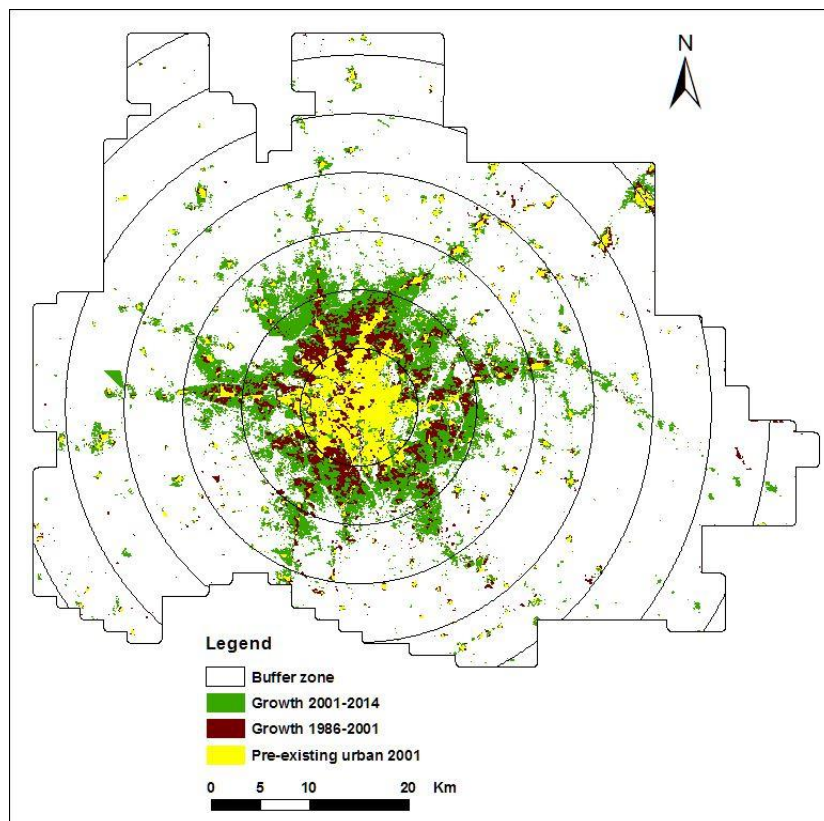 N
Legend
Buffer zone
Growth 2001-2014
Growth 1986-2001
Pre-existing urban 2001
0 5 10 20 Km